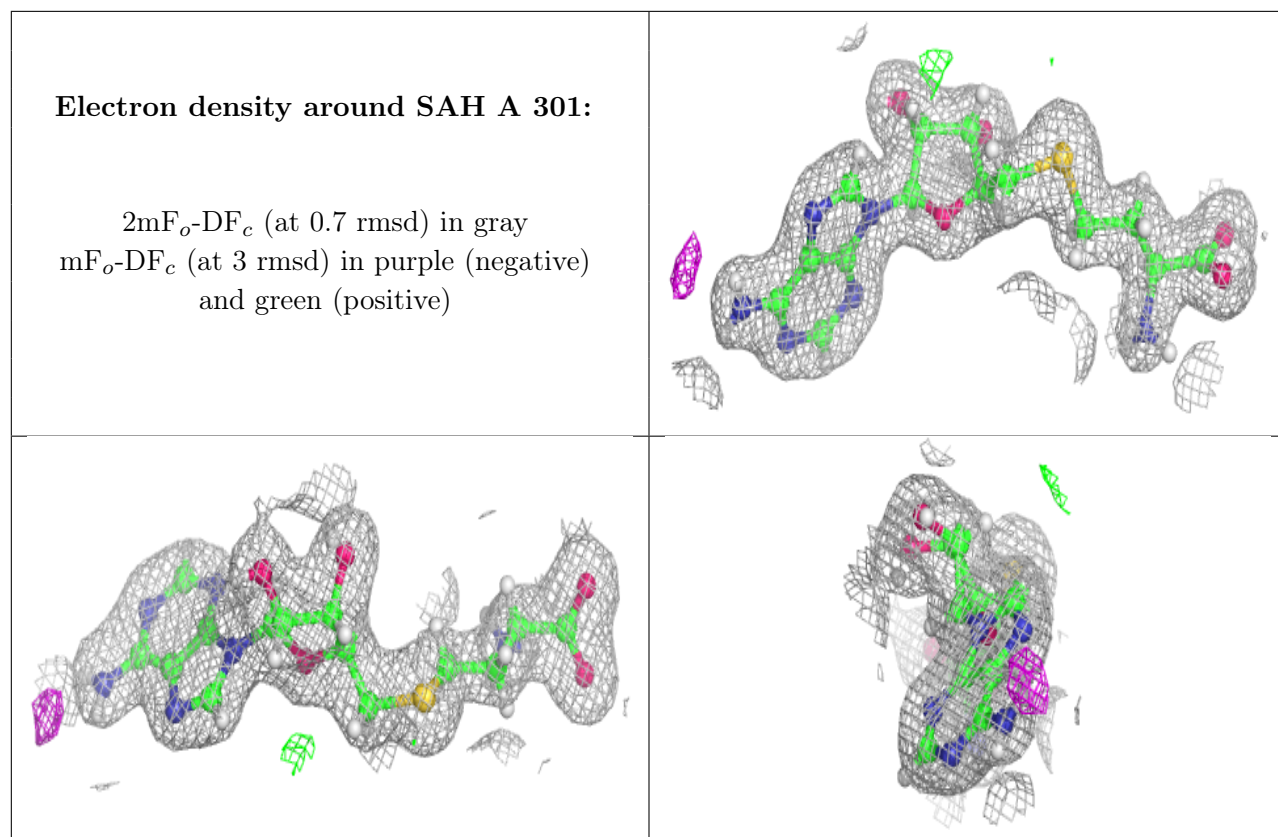 Electron density around SAH A 301:
2mFo-DFc (at 0.7 rmsd) in gray
mFo-DFc (at 3 rmsd) in purple (negative)
and green (positive)